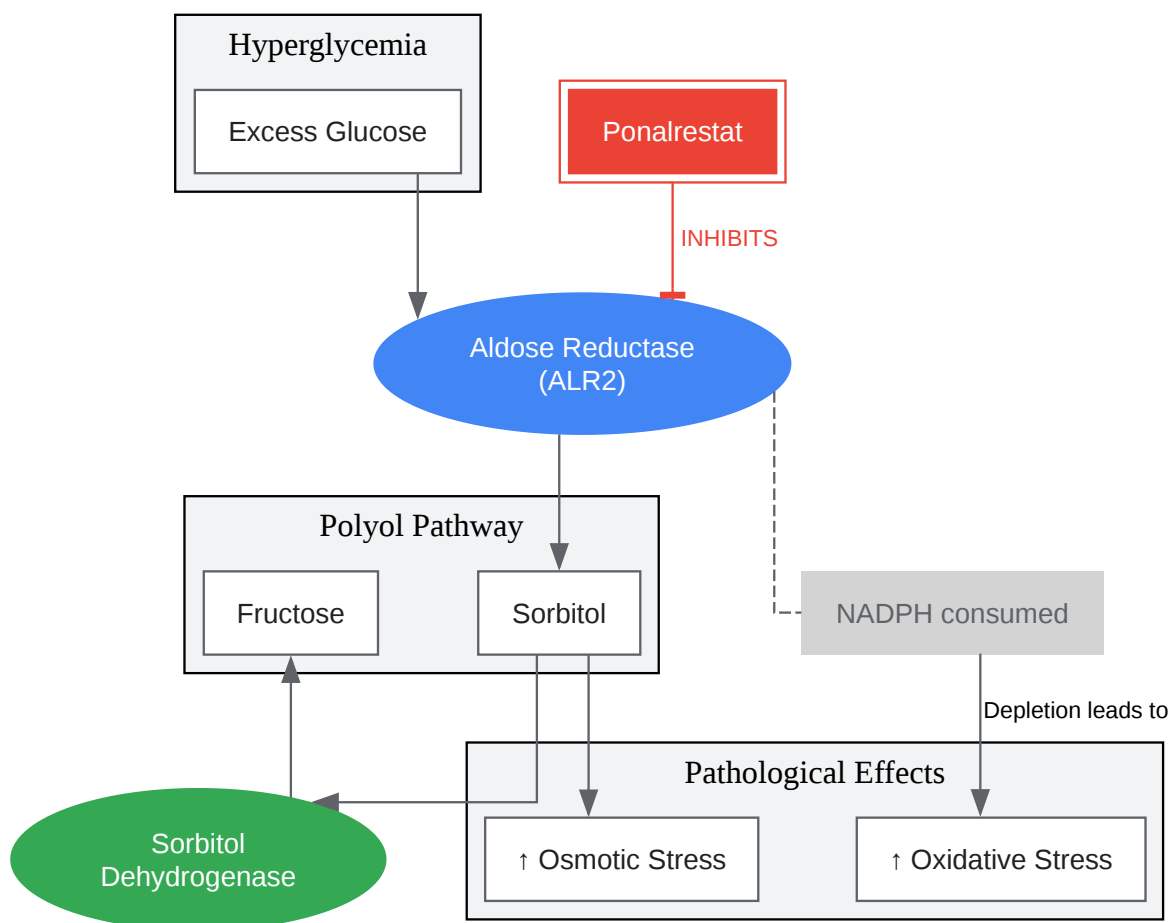 Hyperglycemia
Excess Glucose
Ponalrestat
INHIBITS
Aldose Reductase
(ALR2)
Polyol Pathway
Fructose
Sorbitol
NADPH consumed
Depletion leads to
Pathological Effects
↑ Osmotic Stress
↑ Oxidative Stress
Sorbitol
Dehydrogenase